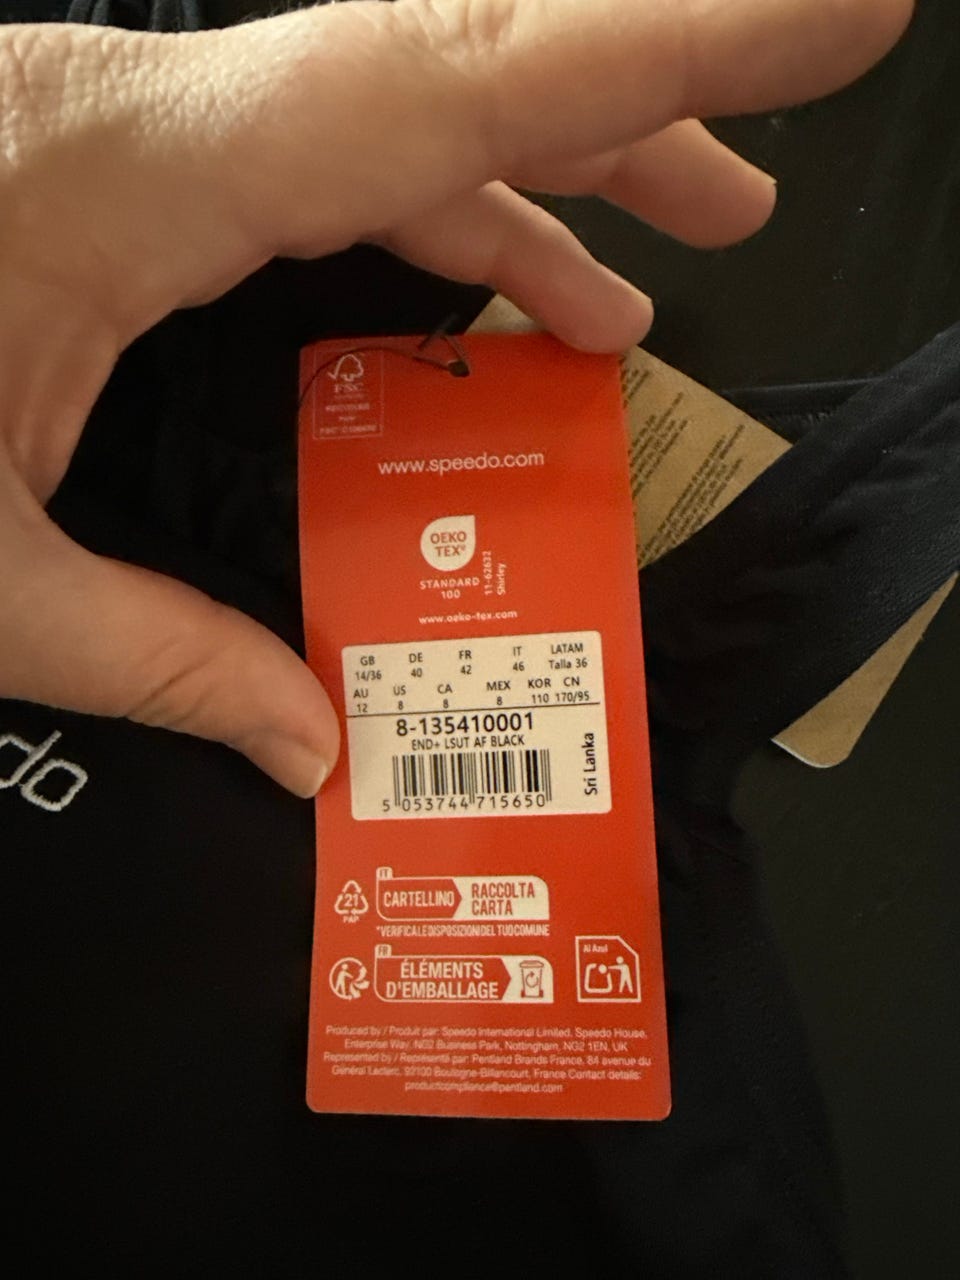 FSC
www.speedo.com
OEKO
TEX®
STANDARD
100
11-62632
Shirley
www.oeko-tex.com
GB DE FR IT LATAM
14/36 40 42 46 Talla 36
AU US CA MEX KOR CN
12 8 8 8 110 170/95
8-135410001
END+ LSUT AF BLACK
Sri Lanka
5 053744 715650
do
IT
21
PAP
CARTELLINO
RACCOLTA
CARTA
*VERIFICA LE DISPOSIZIONI DEL TUO COMUNE
FR
ÉLÉMENTS
D'EMBALLAGE
Al Azul
Produced by / Produit par: Speedo International Limited, Speedo House,
Enterprise Way, NG2 Business Park, Nottingham, NG2 1EN, UK
Represented by / Représenté par: Pentland Brands France, 84 avenue du
Général Leclerc, 92100 Boulogne-Billancourt, France Contact details:
productcompliance@pentland.com